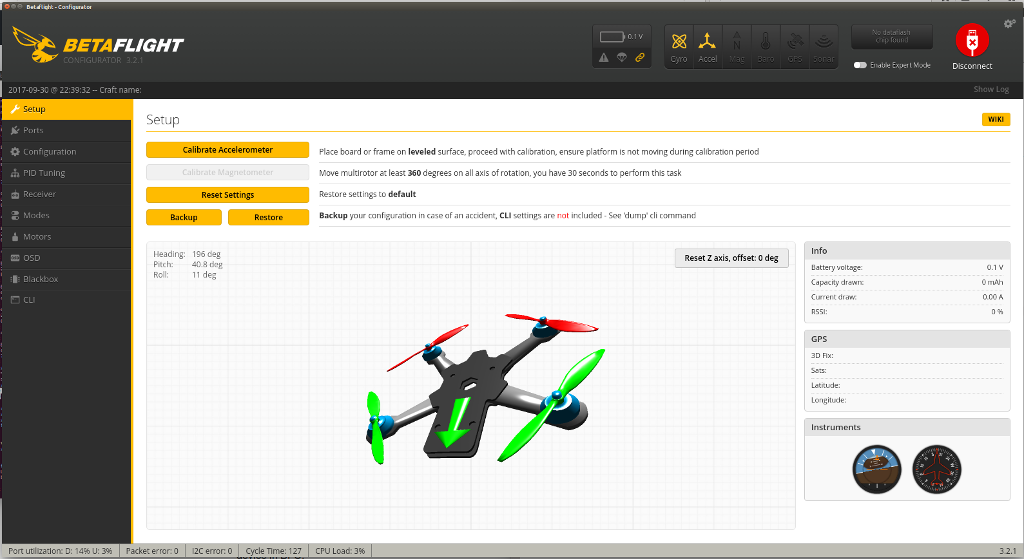 Betaflight - Configurator
BETAFLIGHT
CONFIGURATOR 3.2.1
0.1 V
Gyro Accel Mag Baro GPS Sonar
No dataflash
chip found
Enable Expert Mode
Disconnect
2017-09-30 @ 22:39:32 -- Craft name:
Show Log
Setup
Ports
Configuration
PID Tuning
Receiver
Modes
Motors
OSD
Blackbox
CLI
Setup
WIKI
Calibrate Accelerometer
Place board or frame on leveled surface, proceed with calibration, ensure platform is not moving during calibration period
Calibrate Magnetometer
Move multirotor at least 360 degrees on all axis of rotation, you have 30 seconds to perform this task
Reset Settings
Restore settings to default
Backup Restore
Backup your configuration in case of an accident, CLI settings are not included - See 'dump' cli command
Heading: 196 deg
Pitch: 40.8 deg
Roll: 11 deg
Reset Z axis, offset: 0 deg
Info
Battery voltage: 0.1 V
Capacity drawn: 0 mAh
Current draw: 0.00 A
RSSI: 0 %
GPS
3D Fix:
Sats:
Latitude:
Longitude:
Instruments
Port utilization: D: 14% U: 3%
Packet error: 0
I2C error: 0
Cycle Time: 127
CPU Load: 3%
3.2.1